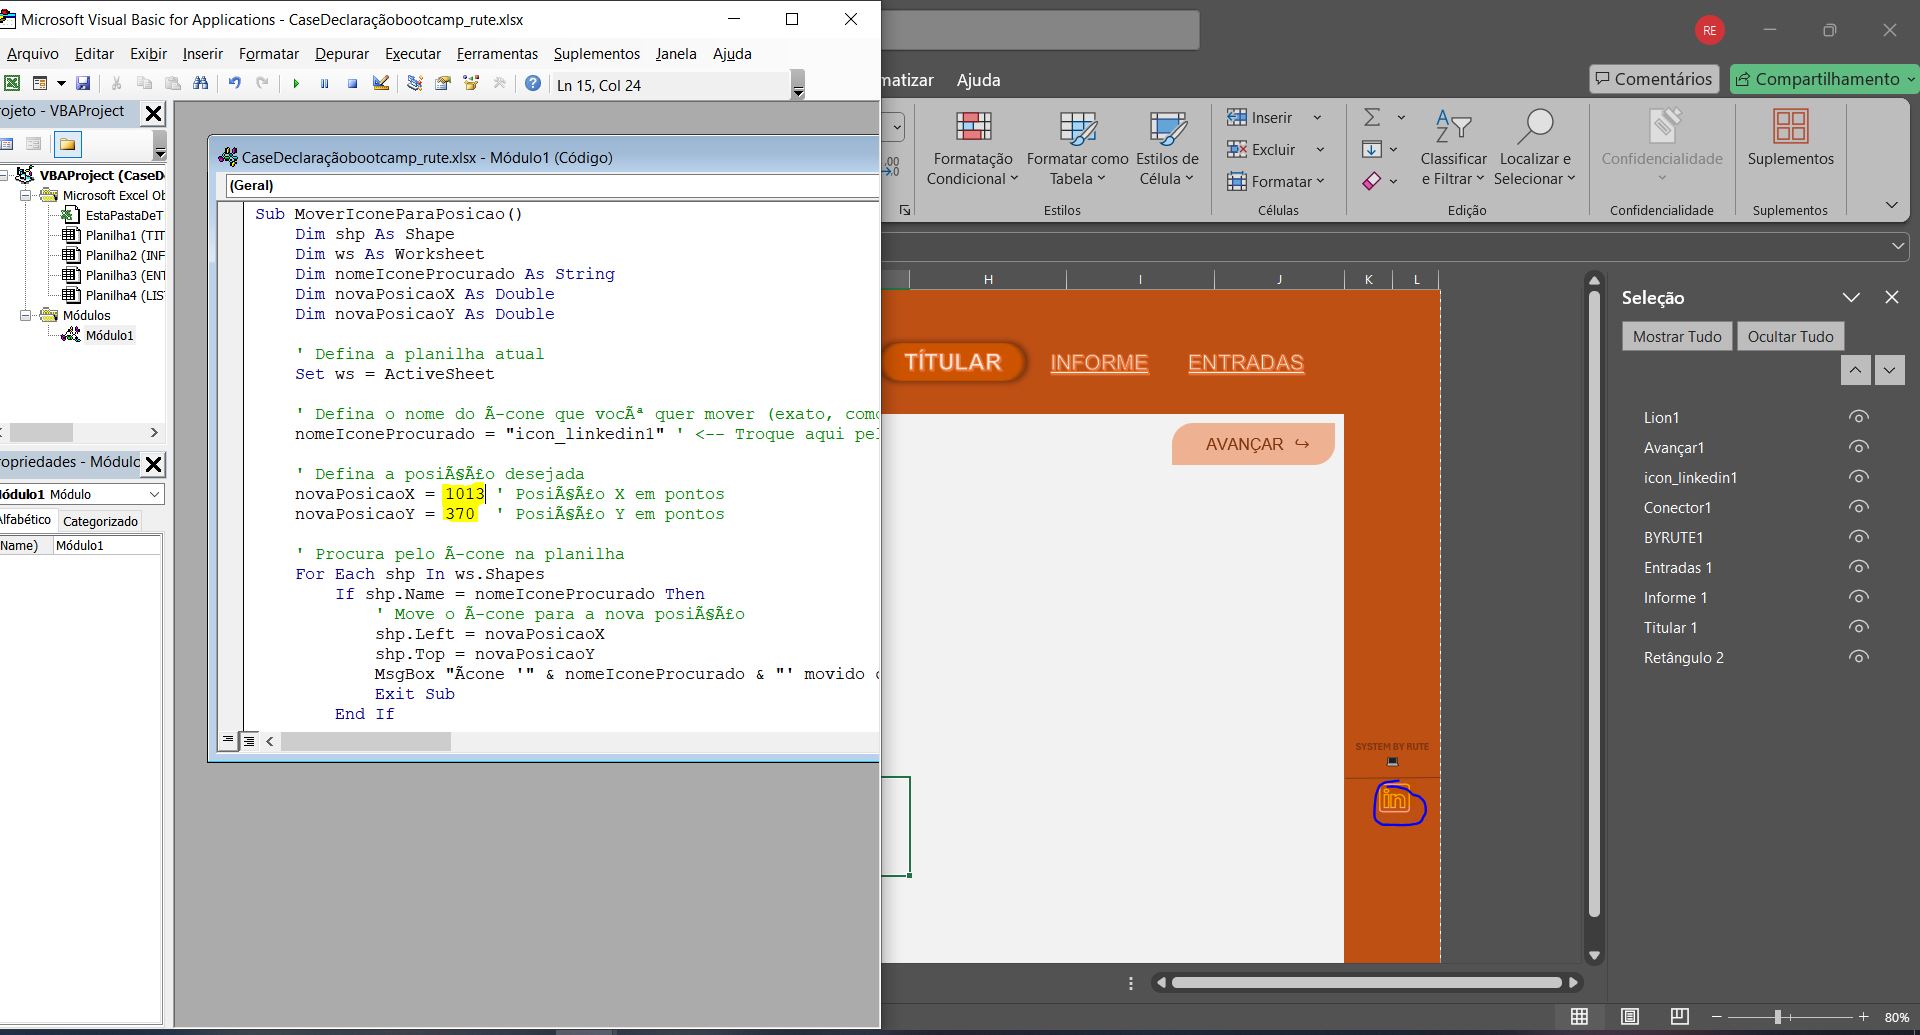 Microsoft Visual Basic for Applications - CaseDeclaraçãobootcamp_rute.xlsx
Arquivo Editar Exibir Inserir Formatar Depurar Executar Ferramentas Suplementos Janela Ajuda
Ln 15, Col 24
rojeto - VBAProject
VBAProject (CaseD
Microsoft Excel Ob
EstaPastaDeT
Planilha1 (TIT
Planilha2 (INF
Planilha3 (ENT
Planilha4 (LIS
Módulos
Módulo1
ropriedades - Módulo
Módulo1 Módulo
Alfabético Categorizado
Name) Módulo1
CaseDeclaraçãobootcamp_rute.xlsx - Módulo1 (Código)
(Geral)
Sub MoverIconeParaPosicao()
Dim shp As Shape
Dim ws As Worksheet
Dim nomeIconeProcurado As String
Dim novaPosicaoX As Double
Dim novaPosicaoY As Double
' Defina a planilha atual
Set ws = ActiveSheet
' Defina o nome do Ã-cone que vocÃª quer mover (exato, como
nomeIconeProcurado = "icon_linkedin1" ' <-- Troque aqui pel
' Defina a posiÃ§Ã£o desejada
novaPosicaoX = 1013 ' PosiÃ§Ã£o X em pontos
novaPosicaoY = 370 ' PosiÃ§Ã£o Y em pontos
' Procura pelo Ã-cone na planilha
For Each shp In ws.Shapes
If shp.Name = nomeIconeProcurado Then
' Move o Ã-cone para a nova posiÃ§Ã£o
shp.Left = novaPosicaoX
shp.Top = novaPosicaoY
MsgBox "Ãcone '" & nomeIconeProcurado & "' movido
Exit Sub
End If
RE
matizar Ajuda
Comentários Compartilhamento
,00
→,0
Formatação Condicional
Formatar como Tabela
Estilos de Célula
Estilos
Inserir
Excluir
Formatar
Células
Classificar e Filtrar
Localizar e Selecionar
Edição
Confidencialidade
Confidencialidade
Suplementos
Suplementos
H I J K L
TÍTULAR INFORME ENTRADAS
AVANÇAR ↪
SYSTEM BY RUTE
in
Seleção
Mostrar Tudo Ocultar Tudo
Lion1
Avançar1
icon_linkedin1
Conector1
BYRUTE1
Entradas 1
Informe 1
Titular 1
Retângulo 2
80%